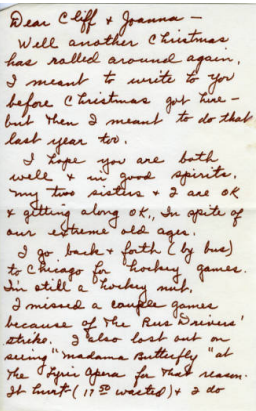 Dear Cliff & Joanna —
Well another Christmas
has rolled around again.
I meant to write to you
before Christmas got here —
but then I meant to do that
last year too.
I hope you are both
well & in good spirits.
My two sisters & I are OK
& getting along OK., In spite of
our extreme old ages.
I go back & forth (by bus)
to Chicago for hockey games.
I'm still a hockey nut.
I missed a couple games
because of the Bus Drivers'
strike. I also lost out on
seeing "Madama Butterfly" at
the Lyric Opera for that reason.
It hurt (17 50 wasted) & I do